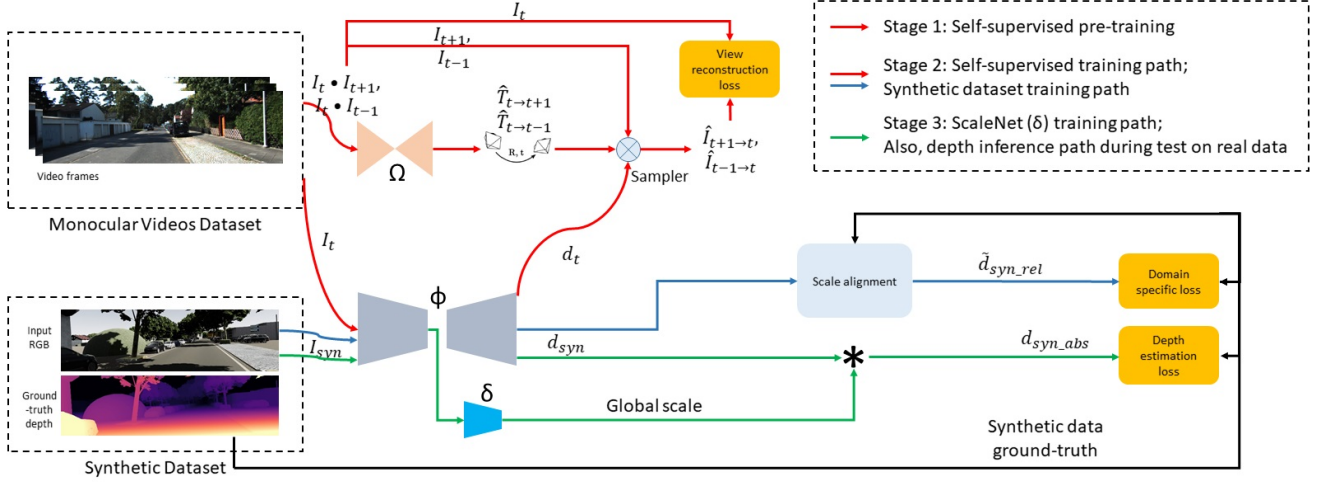 I_t
I_{t+1},
I_{t-1}
View
reconstruction
loss
I_t • I_{t+1},
I_t • I_{t-1}
T̂_{t→t+1}
T̂_{t→t-1}
R, t
Ω
Sampler
Î_{t+1→t},
Î_{t-1→t}
Video frames
Monocular Videos Dataset
Stage 1: Self-supervised pre-training
Stage 2: Self-supervised training path;
Synthetic dataset training path
Stage 3: ScaleNet (δ) training path;
Also, depth inference path during test on real data
I_t
d_t
ϕ
Scale alignment
d̃_{syn_rel}
Domain
specific loss
Input
RGB
I_{syn}
d_{syn}
*
d_{syn_abs}
Depth
estimation
loss
Ground
-truth
depth
δ
Global scale
Synthetic data
ground-truth
Synthetic Dataset